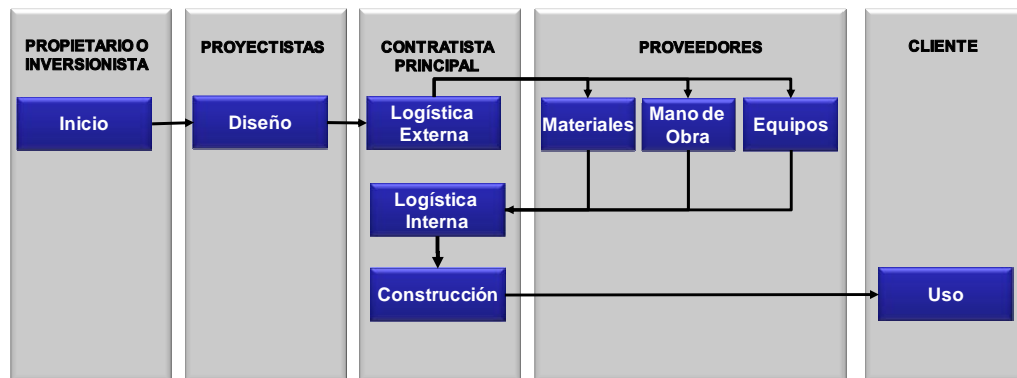 PROPIETARIO O
INVERSIONISTA
PROYECTISTAS
CONTRATISTA
PRINCIPAL
PROVEEDORES
CLIENTE
Inicio
Diseño
Logística
Externa
Materiales
Mano de
Obra
Equipos
Logística
Interna
Construcción
Uso